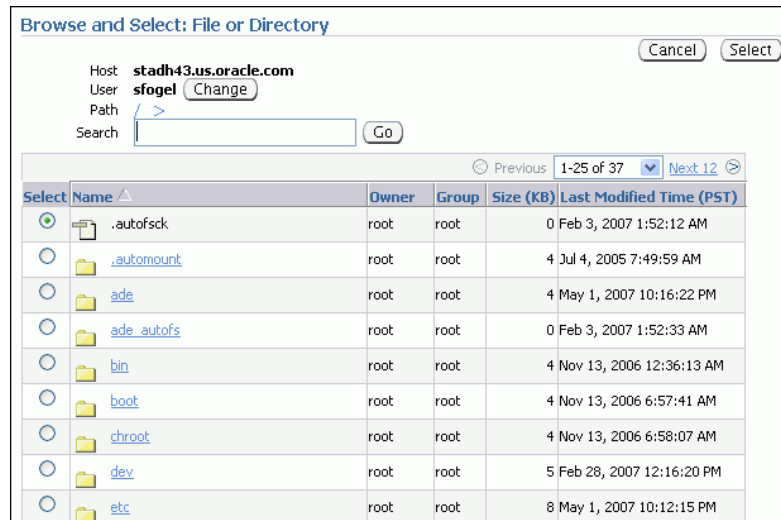 Browse and Select: File or Directory
Cancel Select
Host stadh43.us.oracle.com
User sfogel Change
Path / >
Search Go
Previous 1-25 of 37 Next 12
Select Name Owner Group Size (KB) Last Modified Time (PST)
.autofsck root root 0 Feb 3, 2007 1:52:12 AM
.automount root root 4 Jul 4, 2005 7:49:59 AM
ade root root 4 May 1, 2007 10:16:22 PM
ade_autofs root root 0 Feb 3, 2007 1:52:33 AM
bin root root 4 Nov 13, 2006 12:36:13 AM
boot root root 4 Nov 13, 2006 6:57:41 AM
chroot root root 4 Nov 13, 2006 6:58:07 AM
dev root root 5 Feb 28, 2007 12:16:20 PM
etc root root 8 May 1, 2007 10:12:15 PM